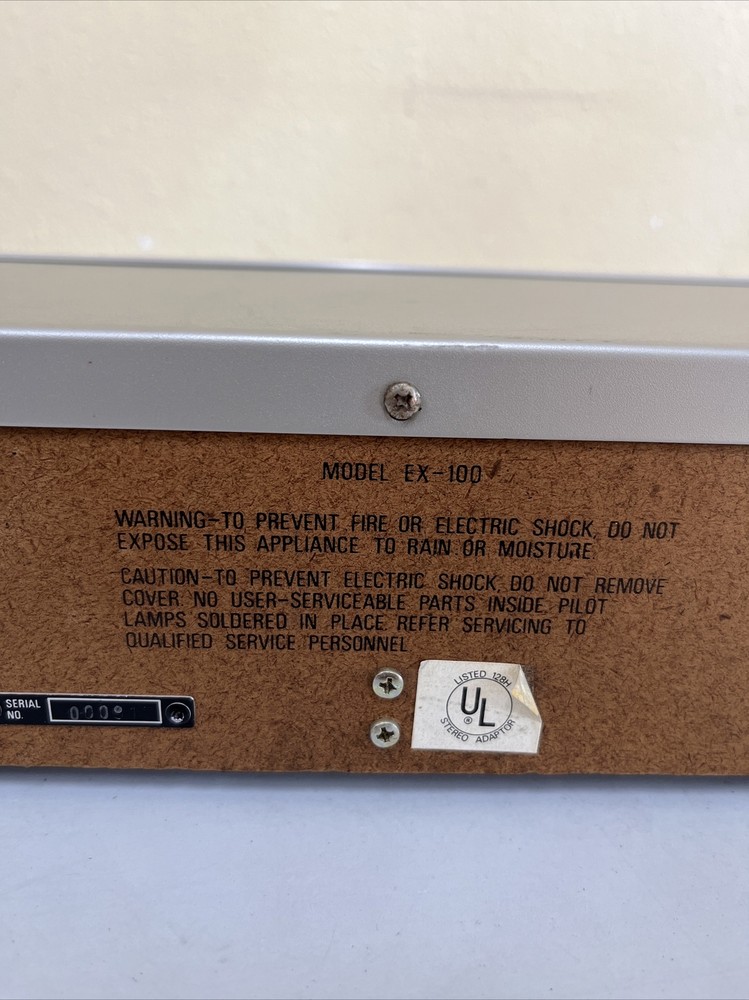 MODEL EX-100
WARNING-TO PREVENT FIRE OR ELECTRIC SHOCK, DO NOT
EXPOSE THIS APPLIANCE TO RAIN OR MOISTURE.
CAUTION-TO PREVENT ELECTRIC SHOCK, DO NOT REMOVE
COVER. NO USER-SERVICEABLE PARTS INSIDE. PILOT
LAMPS SOLDERED IN PLACE. REFER SERVICING TO
QUALIFIED SERVICE PERSONNEL.
SERIAL
NO.
LISTED 128H
UL
®
STEREO ADAPTOR